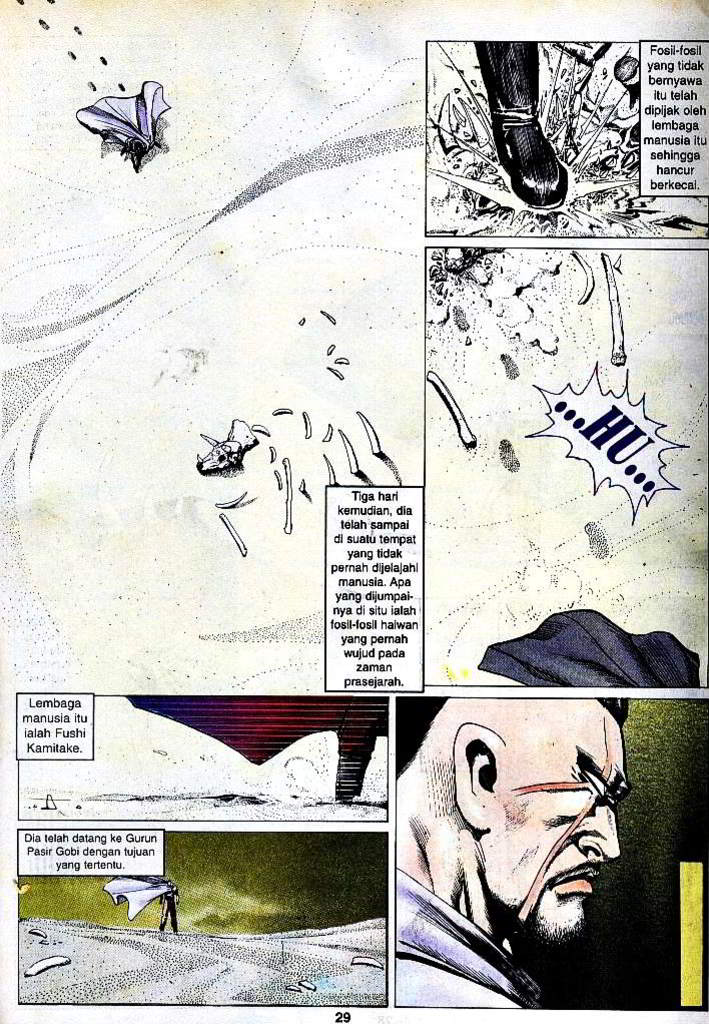 Fosil-fosil
yang tidak
bernyawa
itu telah
dipijak oleh
lembaga
manusia itu
sehingga
hancur
berkecai.
...HU...
Tiga hari
kemudian, dia
telah sampai
di suatu tempat
yang tidak
pernah dijelajahi
manusia. Apa
yang dijumpai-
nya di situ ialah
fosil-fosil haiwan
yang pernah
wujud pada
zaman
prasejarah.
Lembaga
manusia itu
ialah Fushi
Kamitake.
Dia telah datang ke Gurun
Pasir Gobi dengan tujuan
yang tertentu.
29